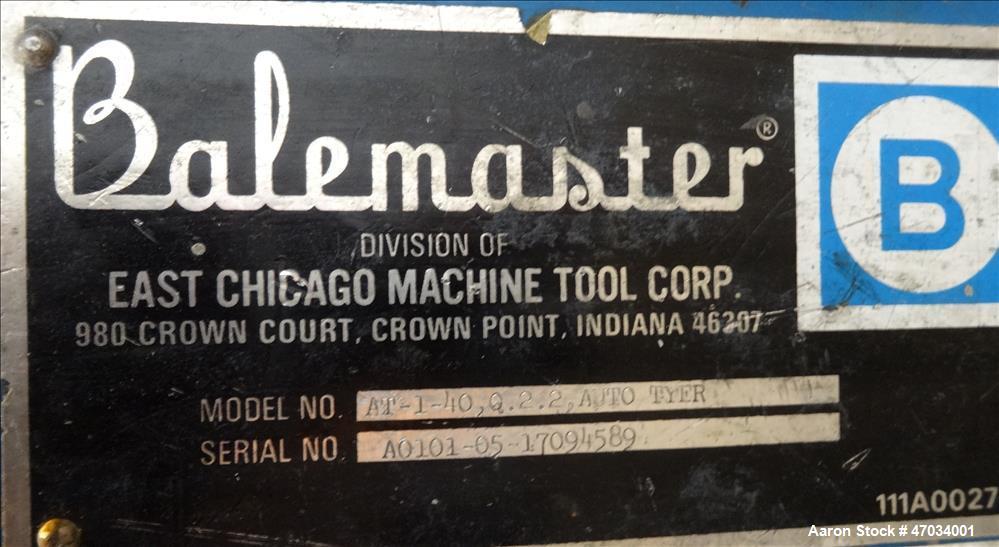 Balemaster®
B
DIVISION OF
EAST CHICAGO MACHINE TOOL CORP.
980 CROWN COURT, CROWN POINT, INDIANA 46307
MODEL NO. AT-1-40, Q.2.2, AUTO TYER
SERIAL NO. A0101-05-17094589
111A0027
Aaron Stock # 47034001